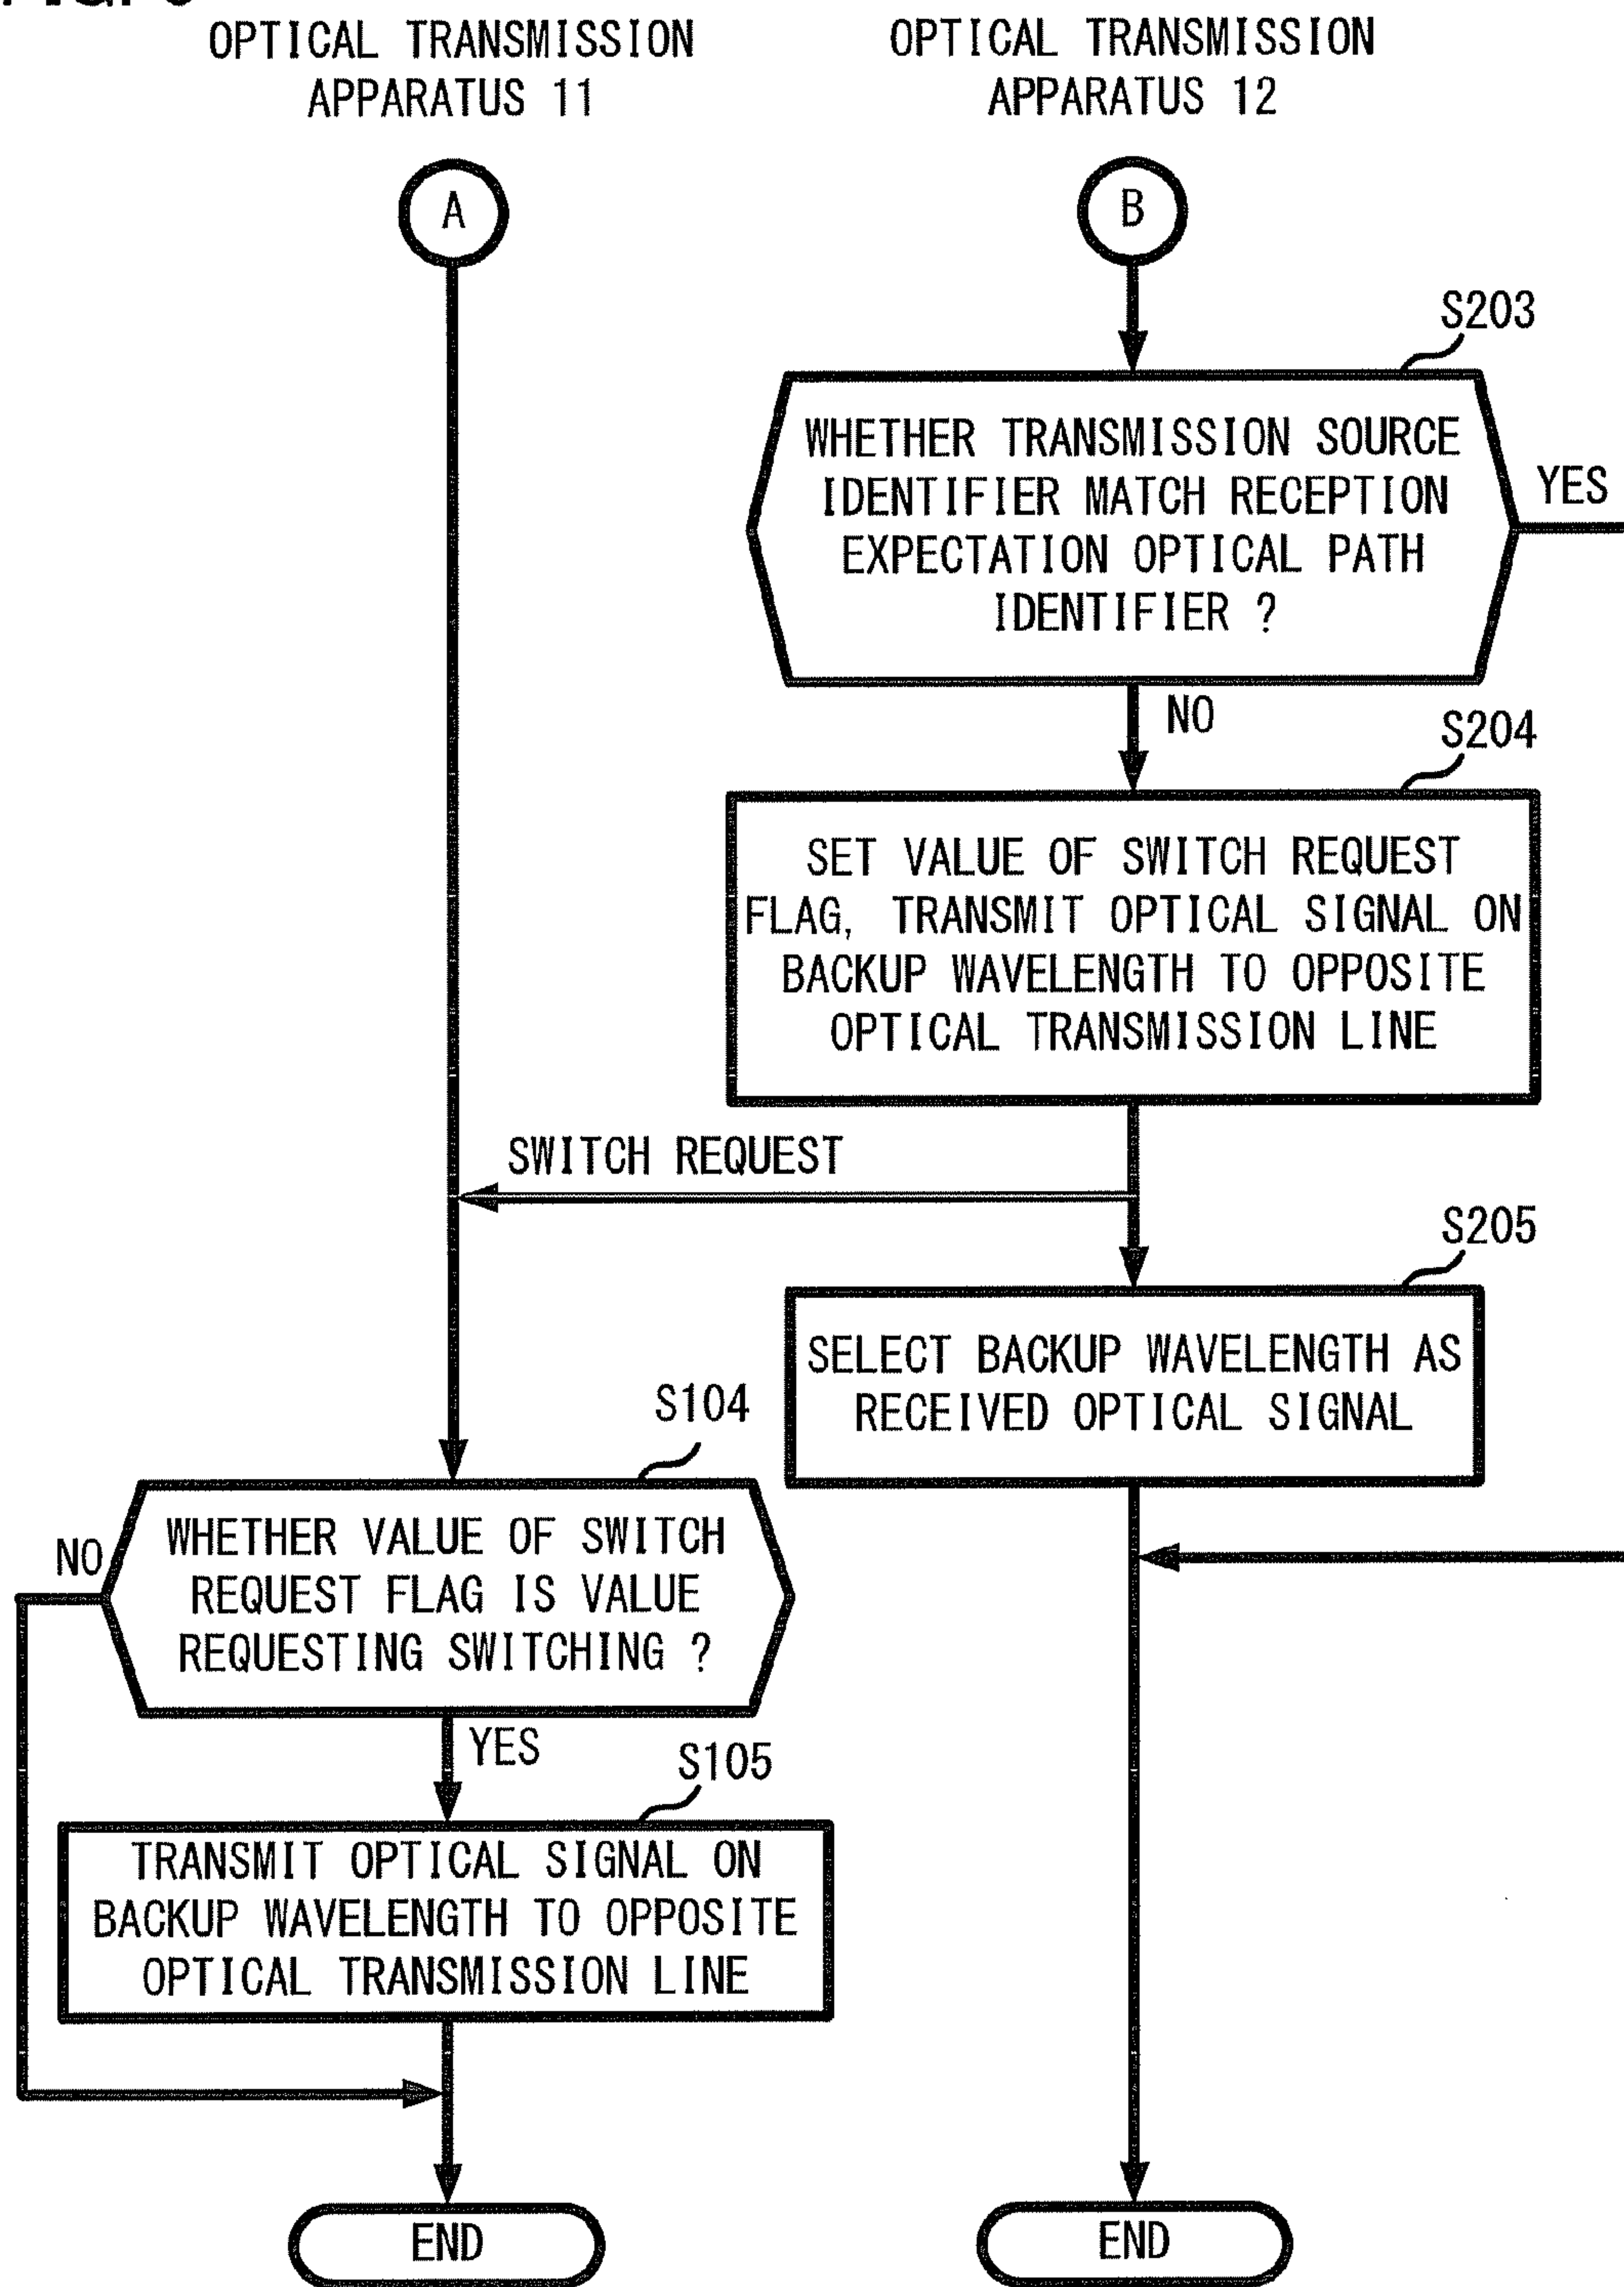 OPTICAL TRANSMISSION
APPARATUS 11
OPTICAL TRANSMISSION
APPARATUS 12
A
B
S203
WHETHER TRANSMISSION SOURCE
IDENTIFIER MATCH RECEPTION
EXPECTATION OPTICAL PATH
IDENTIFIER ?
YES
NO
S204
SET VALUE OF SWITCH REQUEST
FLAG, TRANSMIT OPTICAL SIGNAL ON
BACKUP WAVELENGTH TO OPPOSITE
OPTICAL TRANSMISSION LINE
SWITCH REQUEST
S205
SELECT BACKUP WAVELENGTH AS
RECEIVED OPTICAL SIGNAL
S104
WHETHER VALUE OF SWITCH
REQUEST FLAG IS VALUE
REQUESTING SWITCHING ?
NO
YES
S105
TRANSMIT OPTICAL SIGNAL ON
BACKUP WAVELENGTH TO OPPOSITE
OPTICAL TRANSMISSION LINE
END
END